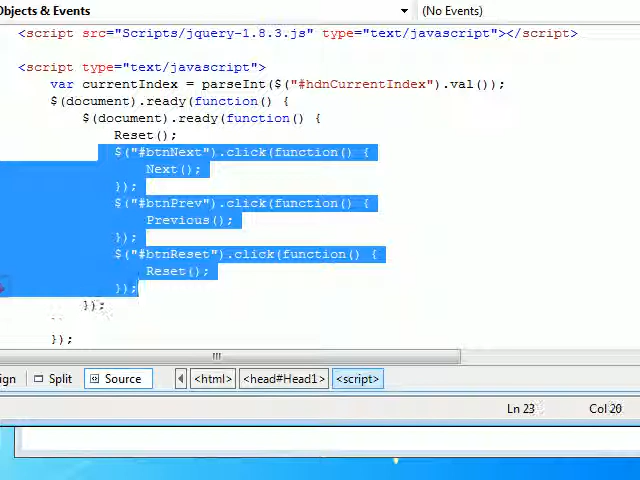 Objects & Events
(No Events)
<script src="Scripts/jquery-1.8.3.js" type="text/javascript"></script>
<script type="text/javascript">
var currentIndex = parseInt($("#hdnCurrentIndex").val());
$(document).ready(function() {
$(document).ready(function() {
Reset();
$("#btnNext").click(function() {
Next();
});
$("#btnPrev").click(function() {
Previous();
});
$("#btnReset").click(function() {
Reset();
});
});
});
Split
Source
<html>
<head#Head1>
<script>
Ln 23
Col 20